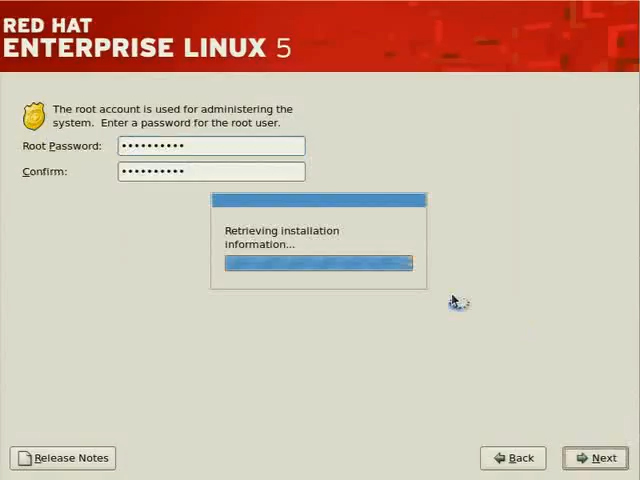 RED HAT
ENTERPRISE LINUX 5
The root account is used for administering the
system. Enter a password for the root user.
Root Password: ••••••••••
Confirm: ••••••••••
Retrieving installation
information...
Release Notes
Back
Next